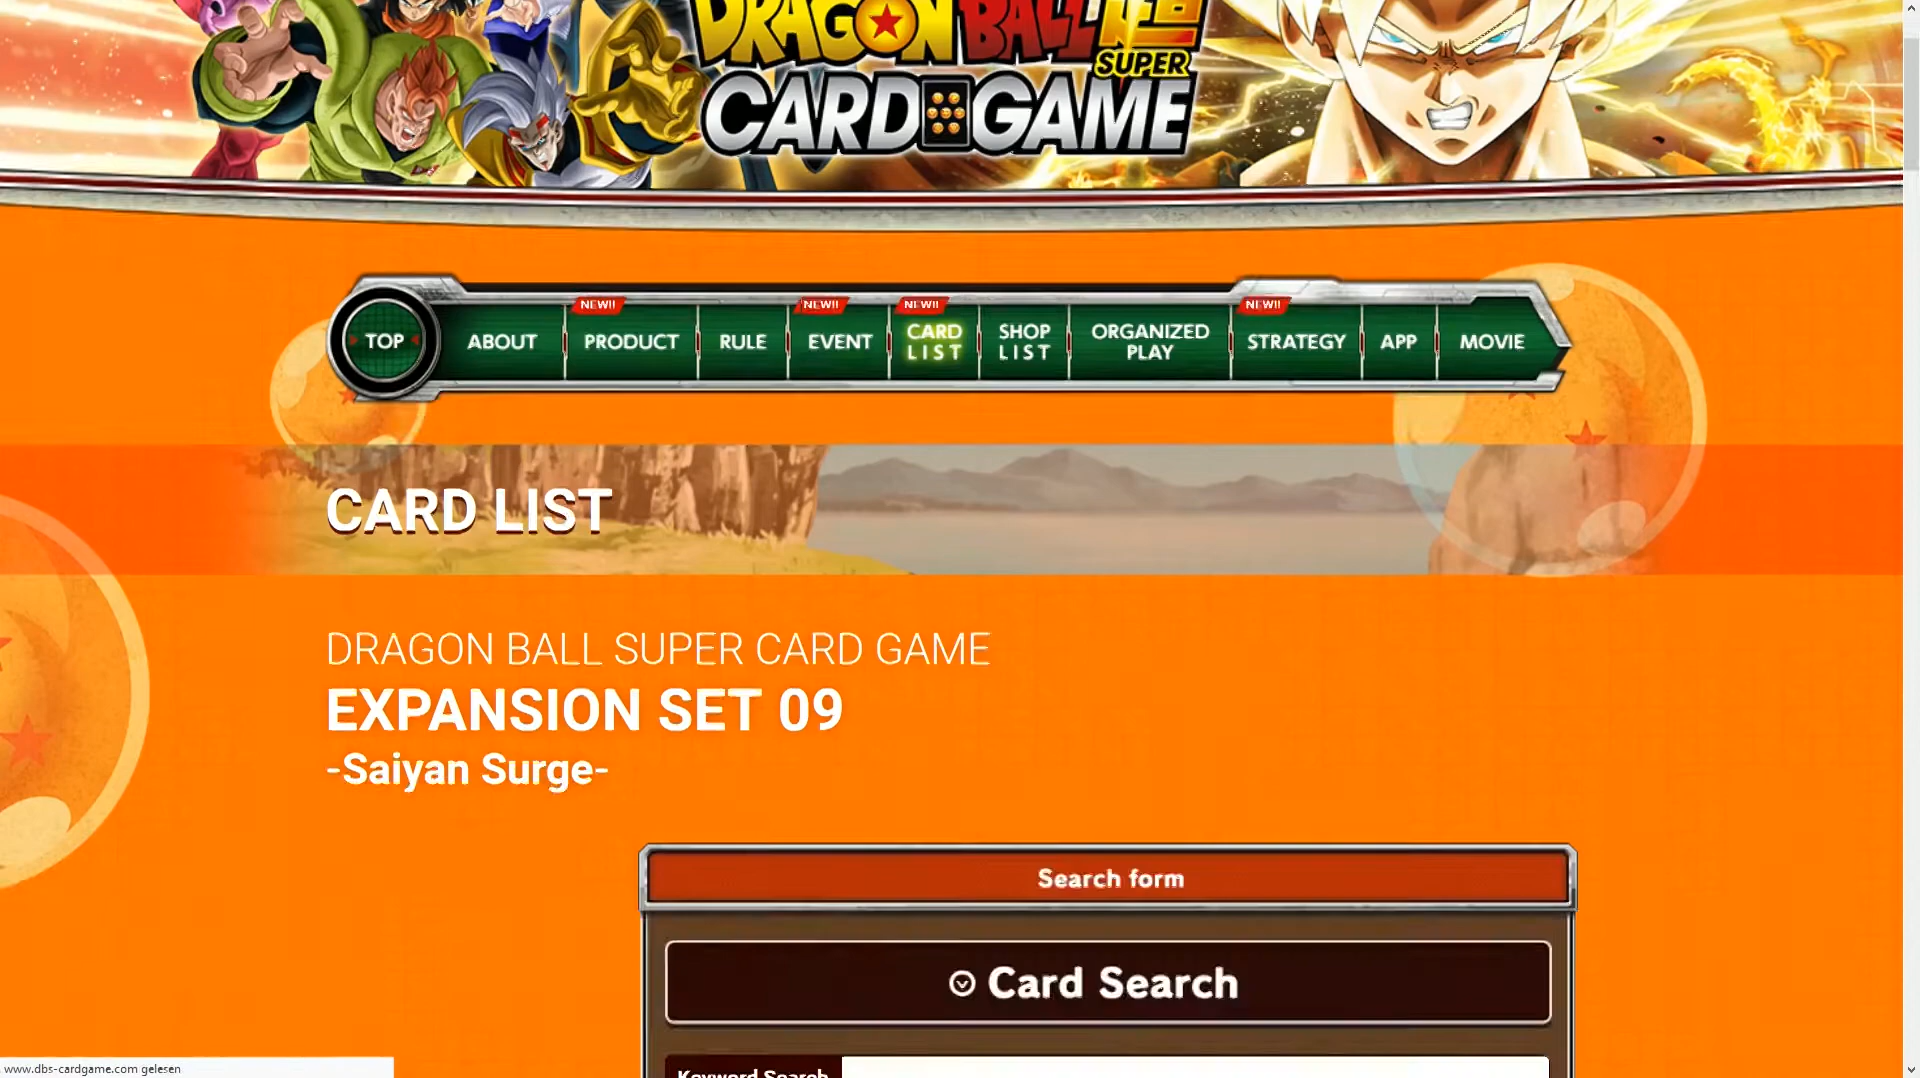 DRAGON BALL 超
SUPER
CARD GAME
NEW!!
NEW!!
NEW!!
NEW!!
TOP
ABOUT
PRODUCT
RULE
EVENT
CARD
LIST
SHOP
LIST
ORGANIZED
PLAY
STRATEGY
APP
MOVIE
CARD LIST
DRAGON BALL SUPER CARD GAME
EXPANSION SET 09
-Saiyan Surge-
Search form
Card Search
Keyword Search
www.dbs-cardgame.com gelesen